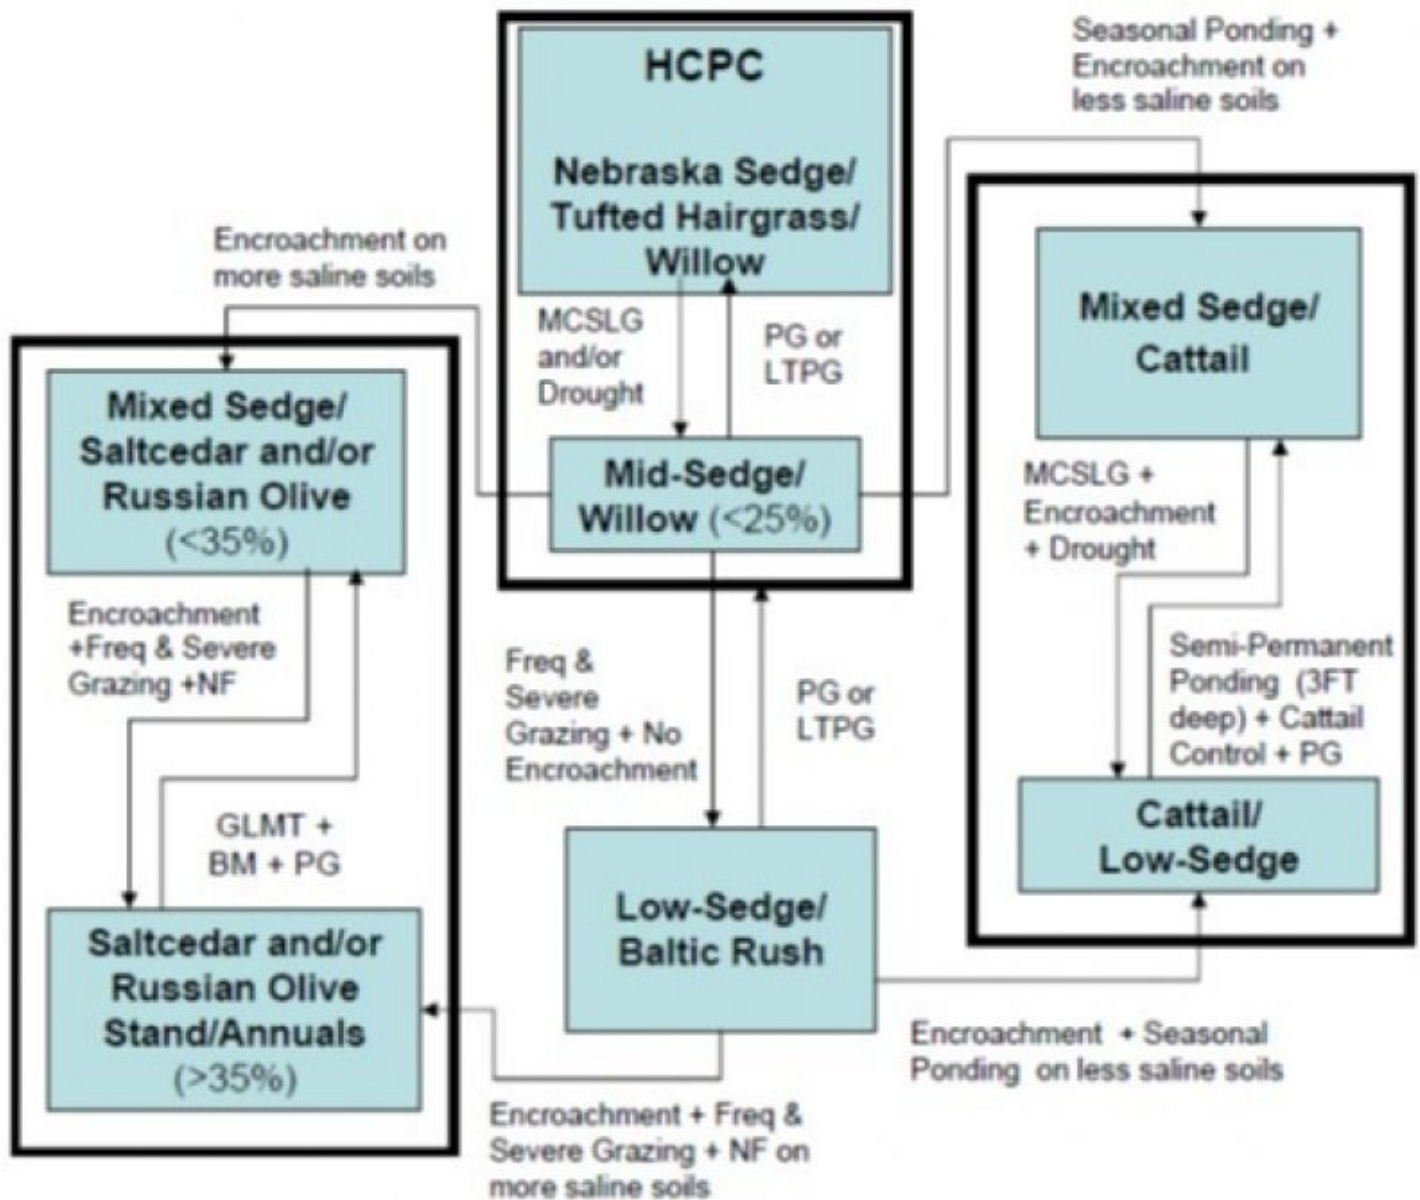 HCPC
Nebraska Sedge/
Tufted Hairgrass/
Willow
Seasonal Ponding +
Encroachment on
less saline soils
Encroachment on
more saline soils
MCSLG
and/or
Drought
PG or
LTPG
Mixed Sedge/
Cattail
Mixed Sedge/
Saltcedar and/or
Russian Olive
(<35%)
Mid-Sedge/
Willow (<25%)
MCSLG +
Encroachment
+ Drought
Encroachment
+Freq & Severe
Grazing +NF
Freq &
Severe
Grazing + No
Encroachment
PG or
LTPG
Semi-Permanent
Ponding (3FT
deep) + Cattail
Control + PG
GLMT +
BM + PG
Cattail/
Low-Sedge
Low-Sedge/
Baltic Rush
Saltcedar and/or
Russian Olive
Stand/Annuals
(>35%)
Encroachment + Seasonal
Ponding on less saline soils
Encroachment + Freq &
Severe Grazing + NF on
more saline soils